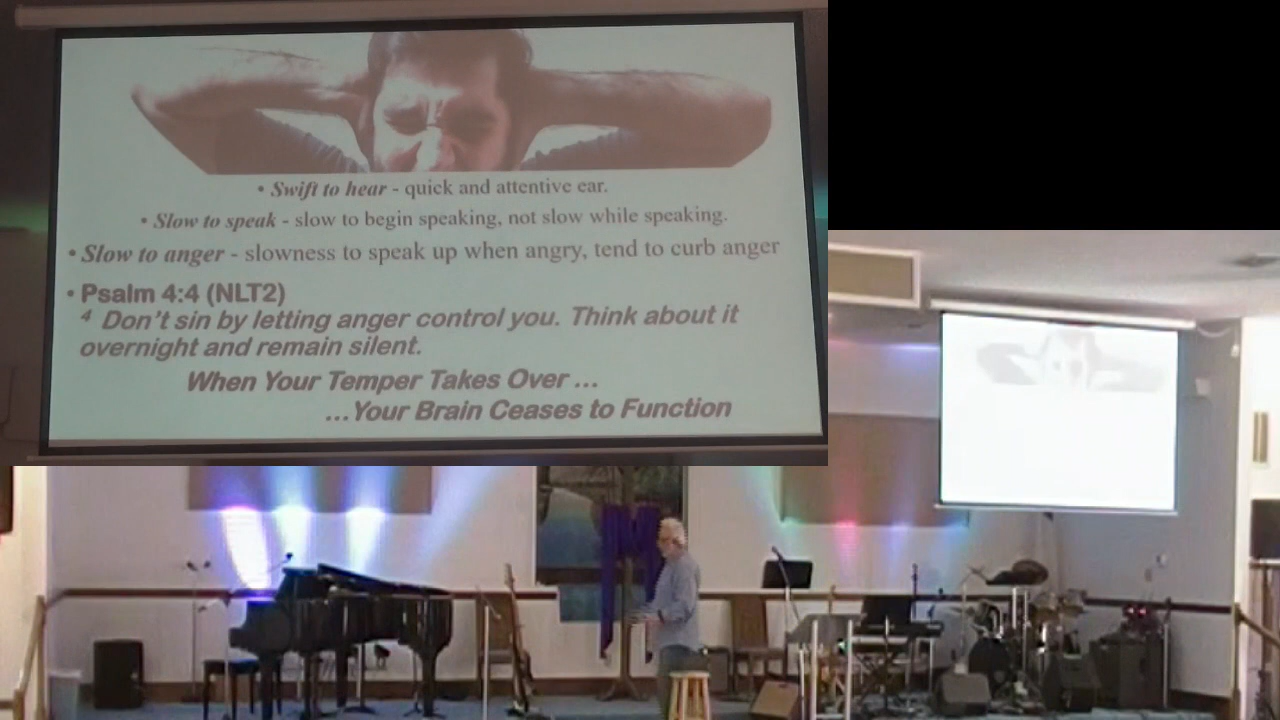 • Swift to hear - quick and attentive ear.
• Slow to speak - slow to begin speaking, not slow while speaking.
• Slow to anger - slowness to speak up when angry, tend to curb anger
• Psalm 4:4 (NLT2)
4 Don't sin by letting anger control you. Think about it
overnight and remain silent.
When Your Temper Takes Over ...
...Your Brain Ceases to Function